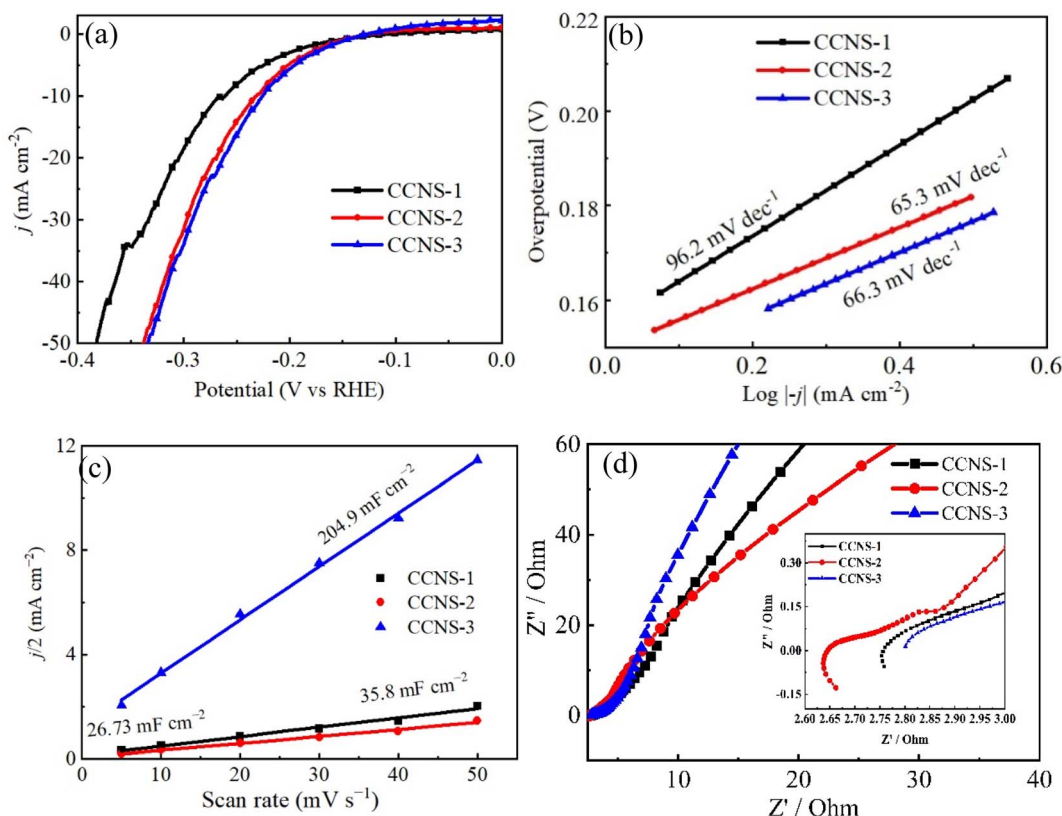 (a)
0
-10
-20
-30
-40
-50
j (mA cm⁻²)
CCNS-1
CCNS-2
CCNS-3
-0.4
-0.3
-0.2
-0.1
0.0
Potential (V vs RHE)
(b)
0.22
0.20
0.18
0.16
Overpotential (V)
CCNS-1
CCNS-2
CCNS-3
96.2 mV dec⁻¹
65.3 mV dec⁻¹
66.3 mV dec⁻¹
0.0
0.2
0.4
0.6
Log |-j| (mA cm⁻²)
(c)
12
8
4
0
j/2 (mA cm⁻²)
204.9 mF cm⁻²
CCNS-1
CCNS-2
CCNS-3
35.8 mF cm⁻²
26.73 mF cm⁻²
0
10
20
30
40
50
Scan rate (mV s⁻¹)
(d)
60
40
20
0
Z'' / Ohm
CCNS-1
CCNS-2
CCNS-3
0.30
0.15
0.00
-0.15
Z'' / Ohm
CCNS-1
CCNS-2
CCNS-3
2.60 2.65 2.70 2.75 2.80 2.85 2.90 2.95 3.00
Z' / Ohm
10
20
30
40
Z' / Ohm